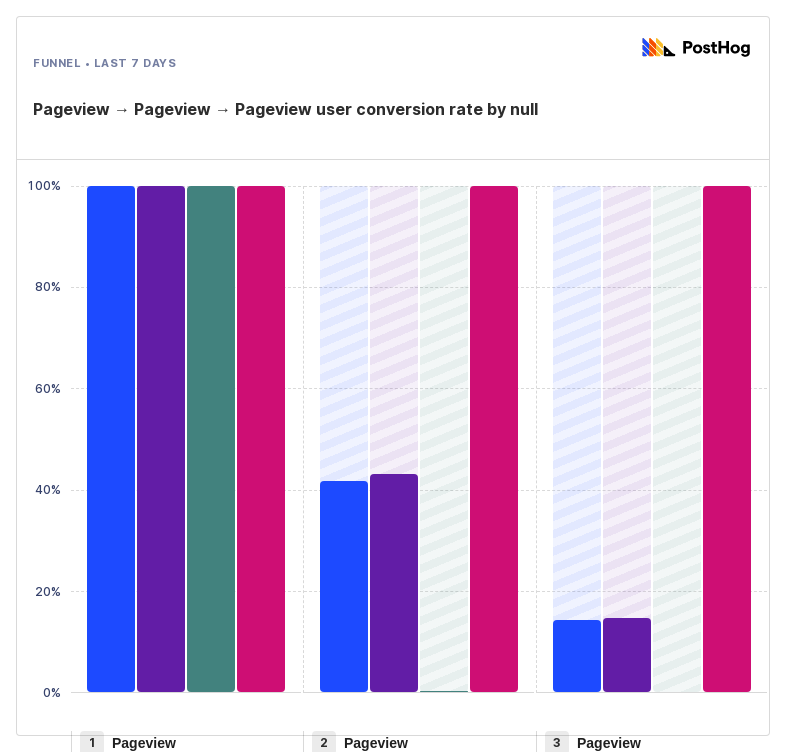 PostHog
FUNNEL • LAST 7 DAYS
Pageview → Pageview → Pageview user conversion rate by null
100%
80%
60%
40%
20%
0%
1 Pageview
2 Pageview
3 Pageview